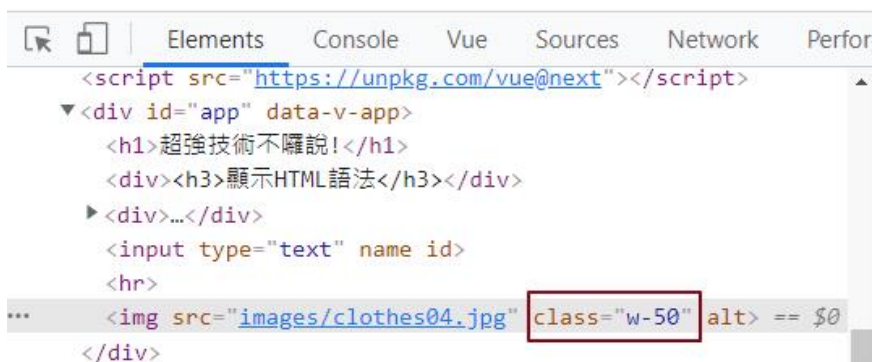 Elements Console Vue Sources Network Perfor
<script src="https://unpkg.com/vue@next"></script>
▼<div id="app" data-v-app>
<h1>超強技術不囉說!</h1>
<div><h3>顯示HTML語法</h3></div>
▶<div>…</div>
<input type="text" name id>
<hr>
... <img src="images/clothes04.jpg" class="w-50" alt> == $0
</div>